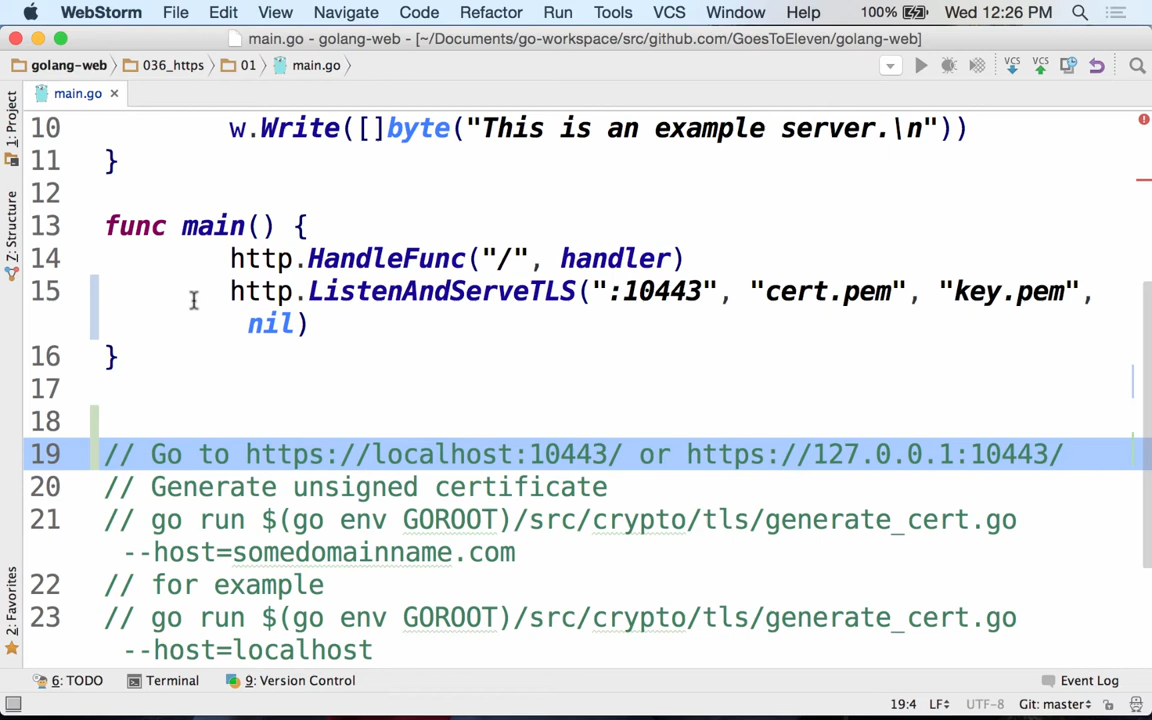 WebStorm File Edit View Navigate Code Refactor Run Tools VCS Window Help 100% Wed 12:26 PM
main.go - golang-web - [~/Documents/go-workspace/src/github.com/GoesToEleven/golang-web]
golang-web 036_https 01 main.go VCS VCS
main.go
1: Project
Z: Structure
2: Favorites
10 w.Write([]byte("This is an example server.\n"))
11 }
12
13 func main() {
14 http.HandleFunc("/", handler)
15 http.ListenAndServeTLS(":10443", "cert.pem", "key.pem",
nil)
16 }
17
18
19 // Go to https://localhost:10443/ or https://127.0.0.1:10443/
20 // Generate unsigned certificate
21 // go run $(go env GOROOT)/src/crypto/tls/generate_cert.go
--host=somedomainname.com
22 // for example
23 // go run $(go env GOROOT)/src/crypto/tls/generate_cert.go
--host=localhost
6: TODO Terminal 9: Version Control Event Log
19:4 LF UTF-8 Git: master